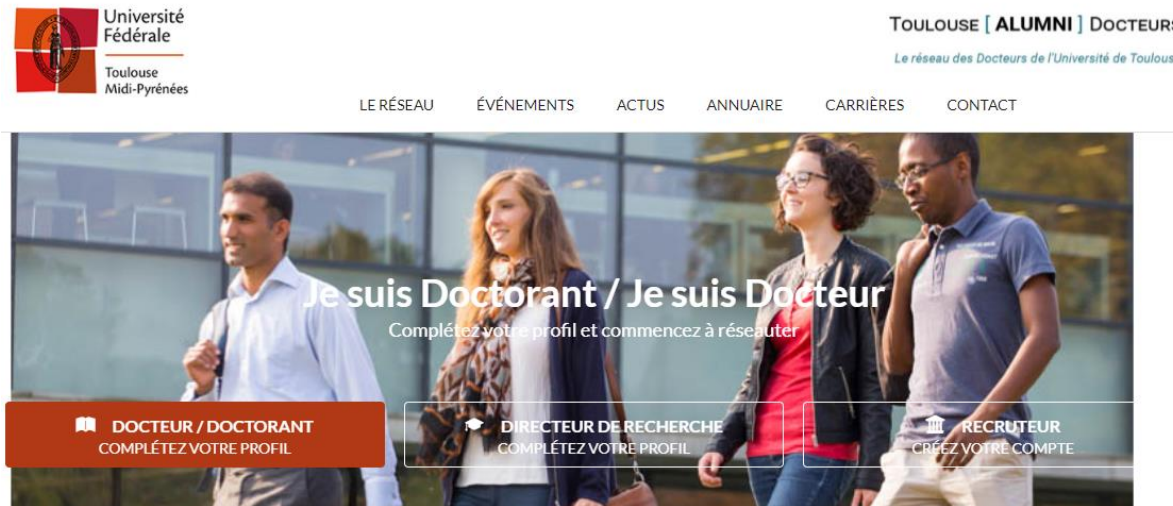 Université
Fédérale
Toulouse
Midi-Pyrénées
TOULOUSE [ ALUMNI ] DOCTEURS
Le réseau des Docteurs de l'Université de Toulous
LE RÉSEAU ÉVÉNEMENTS ACTUS ANNUAIRE CARRIÈRES CONTACT
Je suis Doctorant / Je suis Docteur
Complétez votre profil et commencez à réseauter
DOCTEUR / DOCTORANT
COMPLÉTEZ VOTRE PROFIL
DIRECTEUR DE RECHERCHE
COMPLÉTEZ VOTRE PROFIL
RECRUTEUR
CRÉEZ VOTRE COMPTE